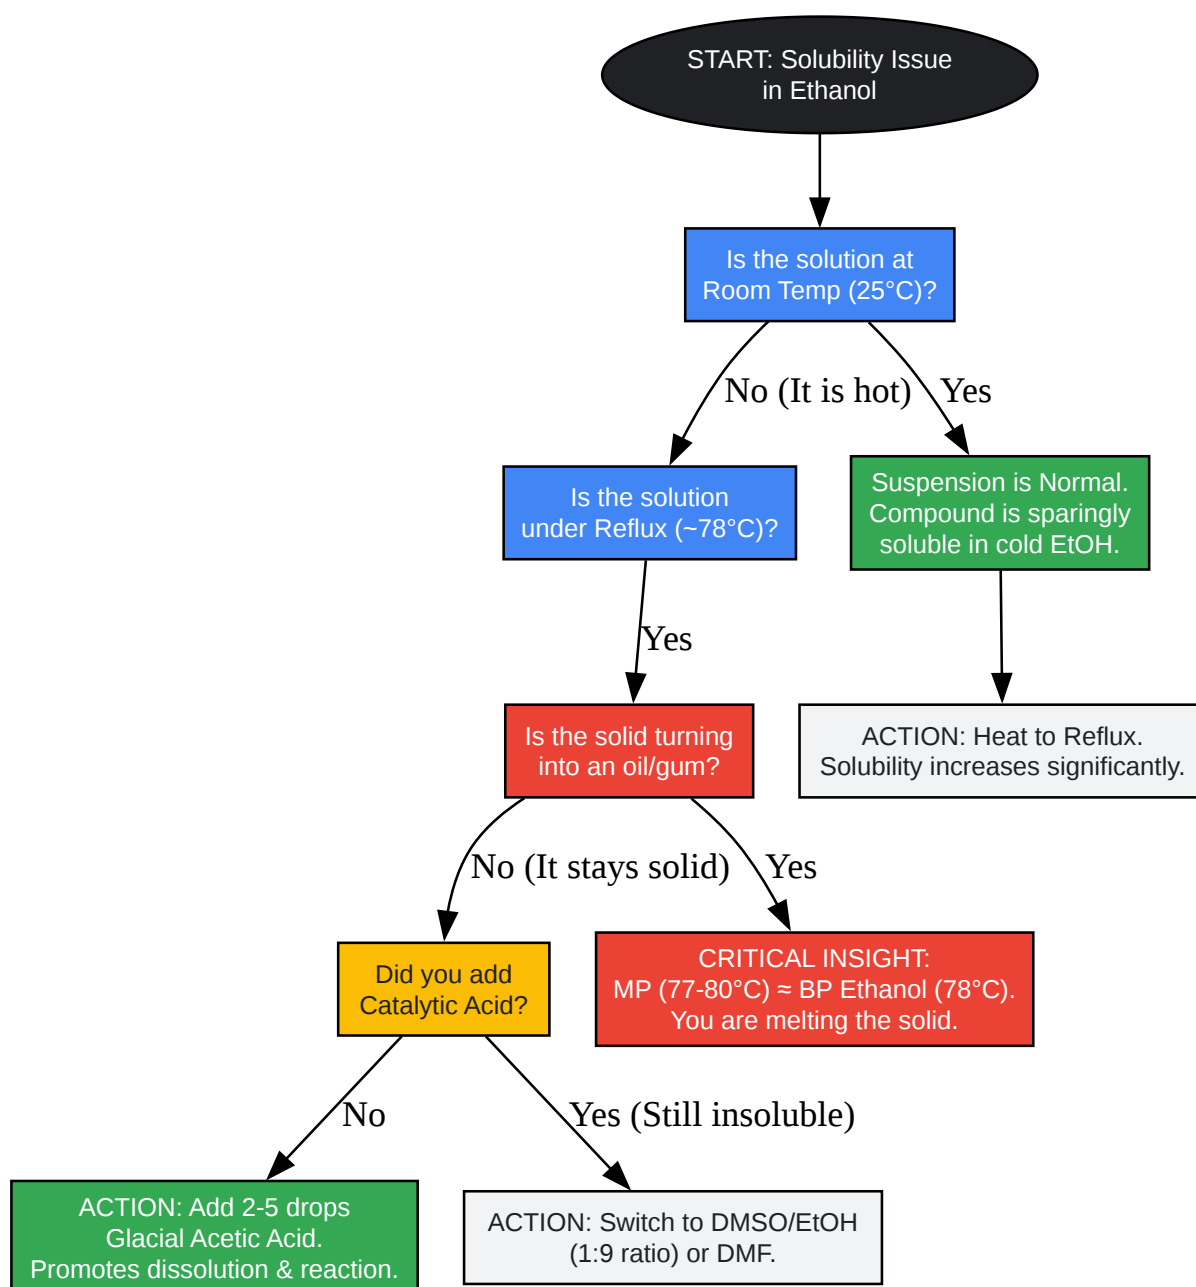 START: Solubility Issue
in Ethanol
Is the solution at
Room Temp (25°C)?
No (It is hot)
Yes
Is the solution
under Reflux (~78°C)?
Suspension is Normal.
Compound is sparingly
soluble in cold EtOH.
Yes
Is the solid turning
into an oil/gum?
ACTION: Heat to Reflux.
Solubility increases significantly.
No (It stays solid)
Yes
Did you add
Catalytic Acid?
CRITICAL INSIGHT:
MP (77-80°C) ≈ BP Ethanol (78°C).
You are melting the solid.
No
Yes (Still insoluble)
ACTION: Add 2-5 drops
Glacial Acetic Acid.
Promotes dissolution & reaction.
ACTION: Switch to DMSO/EtOH
(1:9 ratio) or DMF.